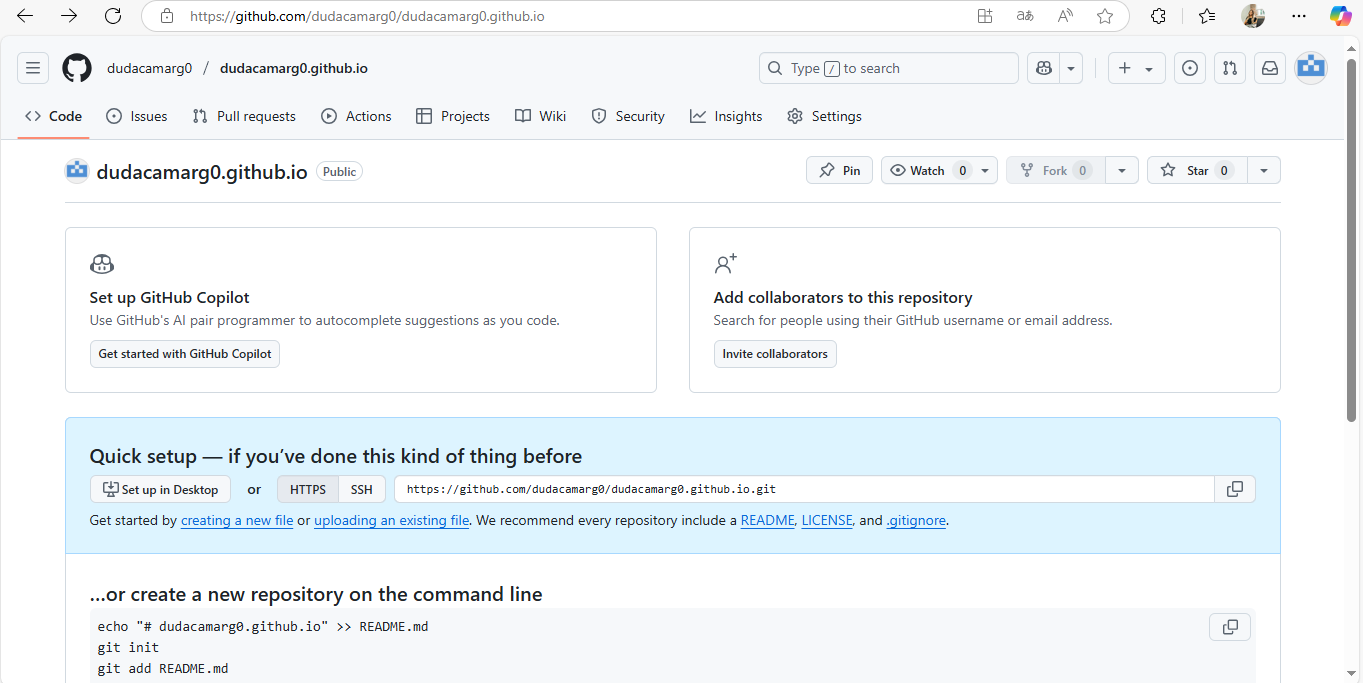 https://github.com/dudacamarg0/dudacamarg0.github.io
dudacamarg0 / dudacamarg0.github.io
Type / to search
Code Issues Pull requests Actions Projects Wiki Security Insights Settings
dudacamarg0.github.io Public
Pin Watch 0 Fork 0 Star 0
Set up GitHub Copilot
Use GitHub's AI pair programmer to autocomplete suggestions as you code.
Get started with GitHub Copilot
Add collaborators to this repository
Search for people using their GitHub username or email address.
Invite collaborators
Quick setup — if you’ve done this kind of thing before
Set up in Desktop or HTTPS SSH https://github.com/dudacamarg0/dudacamarg0.github.io.git
Get started by creating a new file or uploading an existing file. We recommend every repository include a README, LICENSE, and .gitignore.
…or create a new repository on the command line
echo "# dudacamarg0.github.io" >> README.md
git init
git add README.md